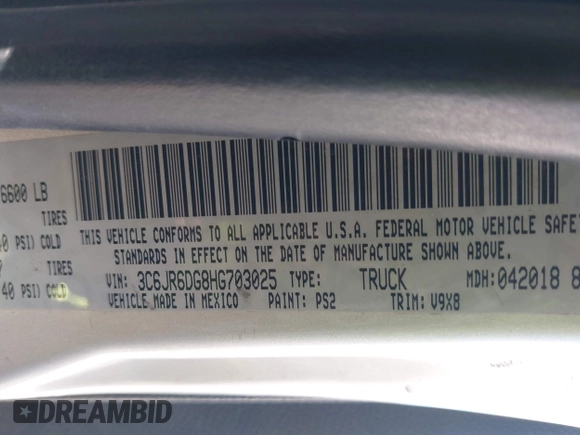 6600 LB
TIRES
PSI) COLD
TIRES
40 PSI) COLD
THIS VEHICLE CONFORMS TO ALL APPLICABLE U.S.A. FEDERAL MOTOR VEHICLE SAFE
STANDARDS IN EFFECT ON THE DATE OF MANUFACTURE SHOWN ABOVE.
VIN: 3C6JR6DG8HG703025 TYPE: TRUCK MDH: 042018 8
VEHICLE MADE IN MEXICO PAINT: PS2 TRIM: V9X8
DREAMBID